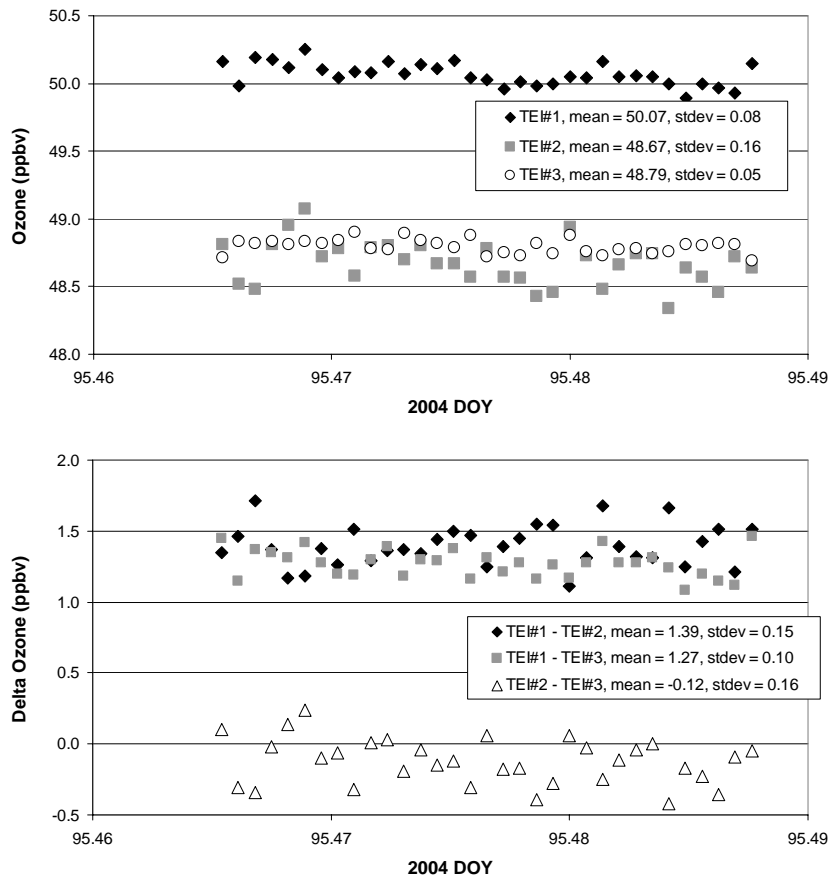 50.5
50.0
49.5
49.0
48.5
48.0
Ozone (ppbv)
TEI#1, mean = 50.07, stdev = 0.08
TEI#2, mean = 48.67, stdev = 0.16
TEI#3, mean = 48.79, stdev = 0.05
95.46 95.47 95.48 95.49
2004 DOY
2.0
1.5
1.0
0.5
0.0
-0.5
Delta Ozone (ppbv)
TEI#1 - TEI#2, mean = 1.39, stdev = 0.15
TEI#1 - TEI#3, mean = 1.27, stdev = 0.10
TEI#2 - TEI#3, mean = -0.12, stdev = 0.16
95.46 95.47 95.48 95.49
2004 DOY